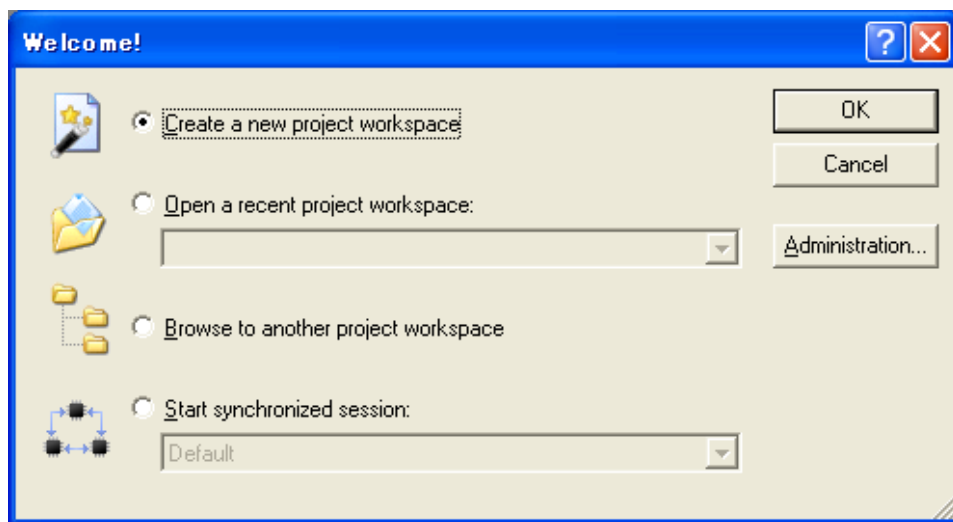 Welcome!
Create a new project workspace
OK
Cancel
Open a recent project workspace:
Administration...
Browse to another project workspace
Start synchronized session:
Default